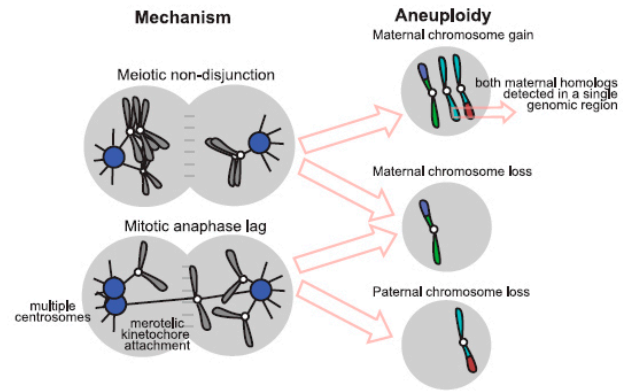 Mechanism
Aneuploidy
Maternal chromosome gain
Meiotic non-disjunction
both maternal homologs
detected in a single
genomic region
Maternal chromosome loss
Mitotic anaphase lag
Paternal chromosome loss
multiple
centrosomes
merotelic
kinetochore
attachment